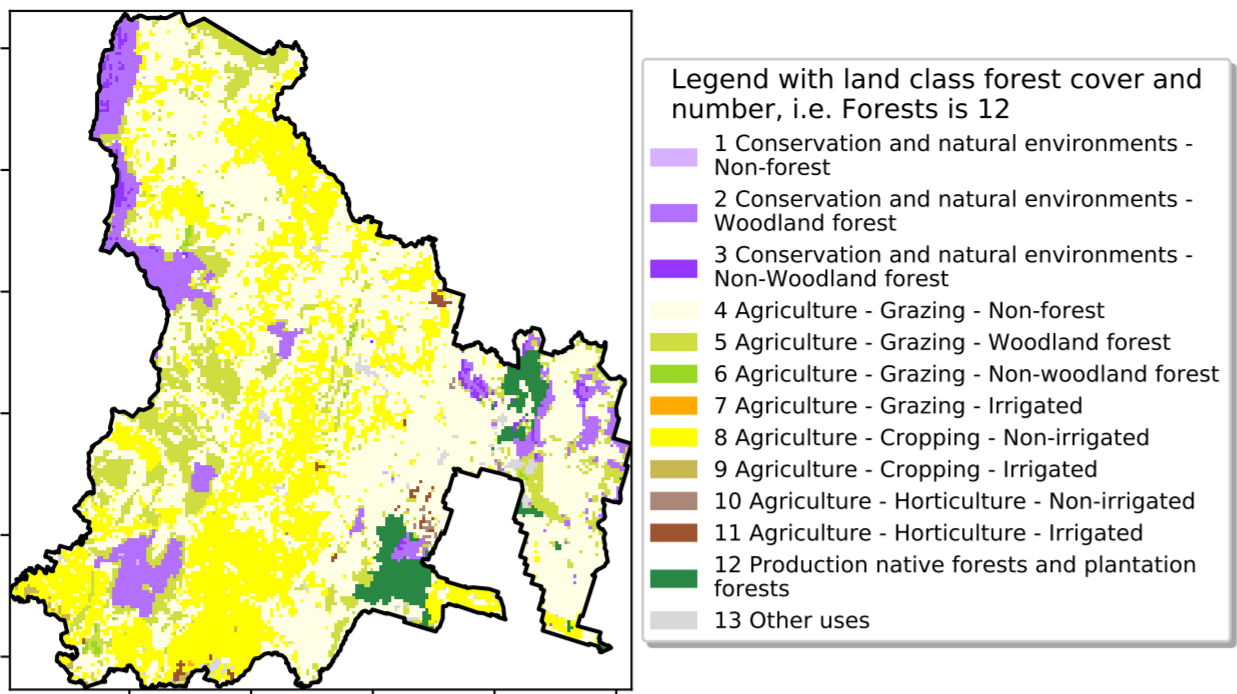 Legend with land class forest cover and
number, i.e. Forests is 12
1 Conservation and natural environments -
Non-forest
2 Conservation and natural environments -
Woodland forest
3 Conservation and natural environments -
Non-Woodland forest
4 Agriculture - Grazing - Non-forest
5 Agriculture - Grazing - Woodland forest
6 Agriculture - Grazing - Non-woodland forest
7 Agriculture - Grazing - Irrigated
8 Agriculture - Cropping - Non-irrigated
9 Agriculture - Cropping - Irrigated
10 Agriculture - Horticulture - Non-irrigated
11 Agriculture - Horticulture - Irrigated
12 Production native forests and plantation
forests
13 Other uses